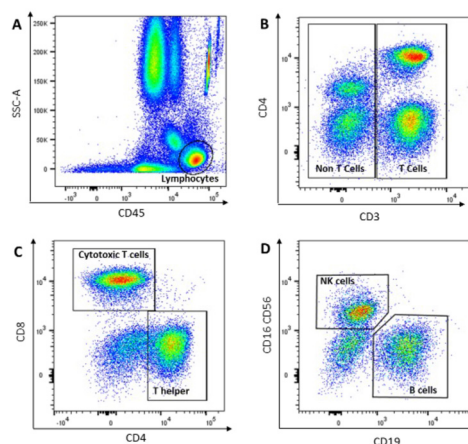 A
SSC-A
250K
200K
150K
100K
50K
0
Lymphocytes
-10³ 0 10³ 10⁴ 10⁵
CD45
B
CD4
10⁴
10³
0
Non T Cells
T Cells
0 10³ 10⁴
CD3
C
CD8
Cytotoxic T cells
10⁴
10³
0
T helper
-10⁴ 0 10³ 10⁴ 10⁵
CD4
D
CD16 CD56
NK cells
10⁴
10³
0
B cells
0 10³ 10⁴
CD19